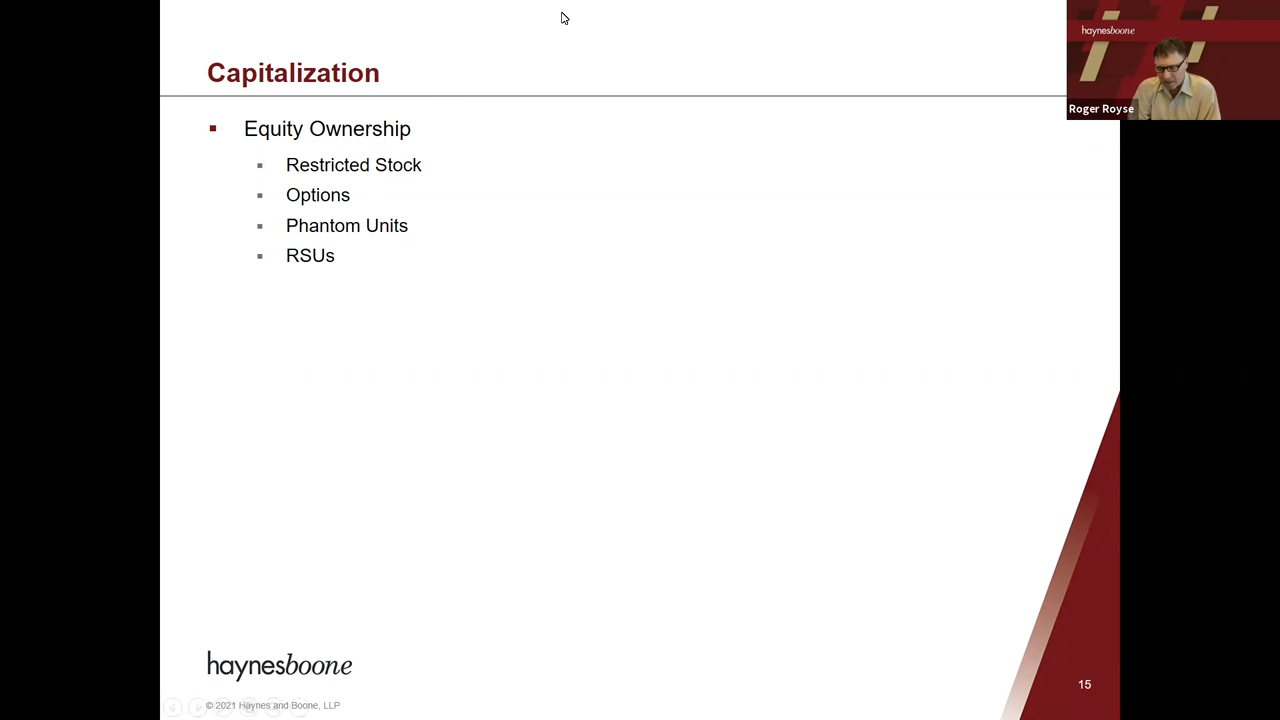 Capitalization
Equity Ownership
Restricted Stock
Options
Phantom Units
RSUs
haynesboone
© 2021 Haynes and Boone, LLP
15
haynesboone
Roger Royse